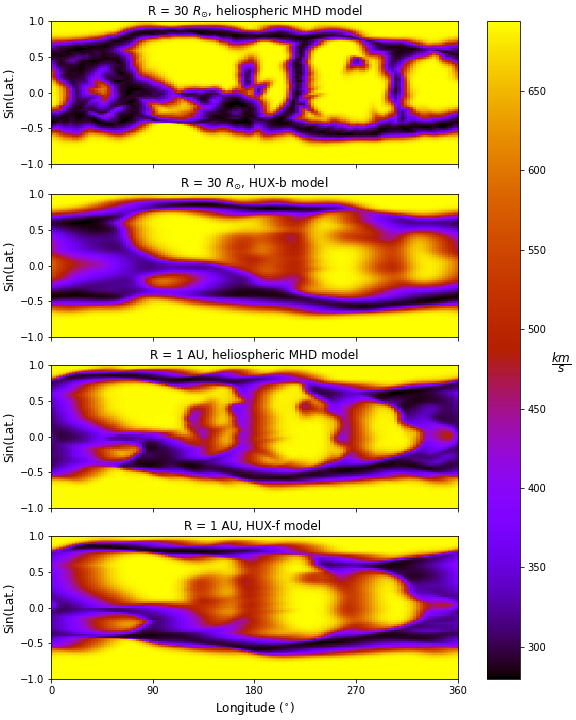 R = 30 R☉, heliospheric MHD model
1.0
0.5
0.0
−0.5
−1.0
Sin(Lat.)
R = 30 R☉, HUX-b model
1.0
0.5
0.0
−0.5
−1.0
Sin(Lat.)
R = 1 AU, heliospheric MHD model
1.0
0.5
0.0
−0.5
−1.0
Sin(Lat.)
R = 1 AU, HUX-f model
1.0
0.5
0.0
−0.5
−1.0
Sin(Lat.)
0 90 180 270 360
Longitude (°)
650
600
550
500
450
400
350
300
km
s